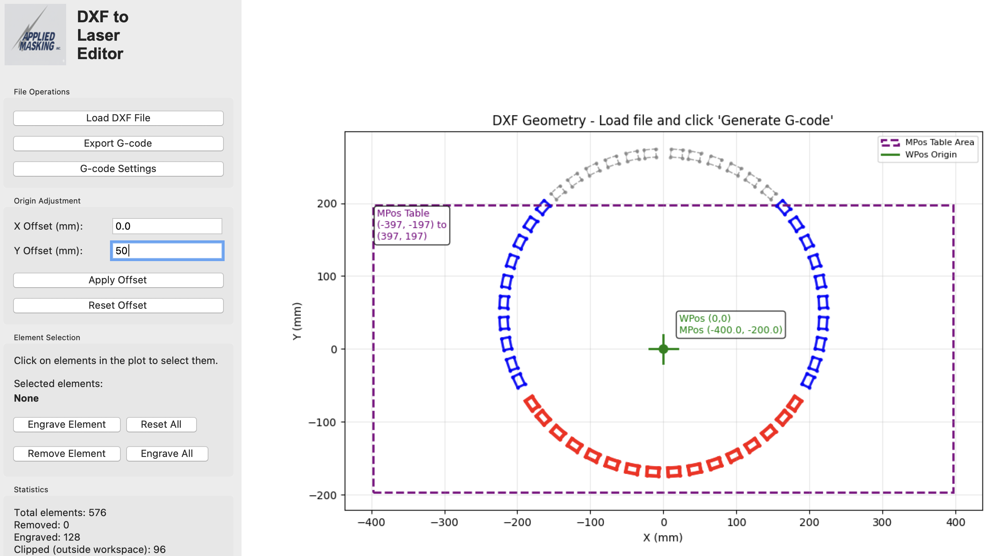 APPLIED
MASKING INC.
DXF to
Laser
Editor
File Operations
Load DXF File
Export G-code
G-code Settings
Origin Adjustment
X Offset (mm):
0.0
Y Offset (mm):
50
Apply Offset
Reset Offset
Element Selection
Click on elements in the plot to select them.
Selected elements:
None
Engrave Element
Reset All
Remove Element
Engrave All
Statistics
Total elements: 576
Removed: 0
Engraved: 128
Clipped (outside workspace): 96
DXF Geometry - Load file and click 'Generate G-code'
MPos Table Area
WPos Origin
MPos Table
(-397, -197) to
(397, 197)
WPos (0,0)
MPos (-400.0, -200.0)
Y (mm)
200
100
0
−100
−200
−400
−300
−200
−100
0
100
200
300
400
X (mm)